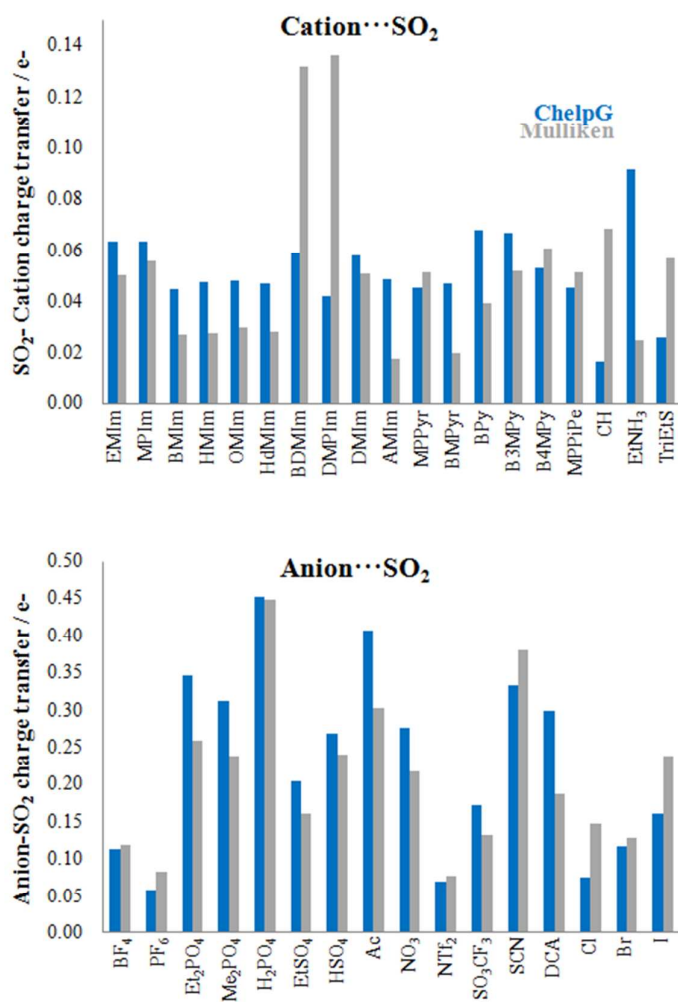 Cation···SO₂
ChelpG
Mulliken
SO₂- Cation charge transfer / e-
0.14
0.12
0.10
0.08
0.06
0.04
0.02
0.00
EMIm MPIm BMIm HMIm OMIm HdMIm BDMIm DMPIm DMIm AMIm MPPyr BMPyr BPy B3MPy B4MPy MPPiPe CH EtNH₃ TriEtS
Anion···SO₂
Anion-SO₂ charge transfer / e-
0.50
0.45
0.40
0.35
0.30
0.25
0.20
0.15
0.10
0.05
0.00
BF₄ PF₆ Et₂PO₄ Me₂PO₄ H₂PO₄ EtSO₄ HSO₄ Ac NO₃ NTf₂ SO₃CF₃ SCN DCA Cl Br I